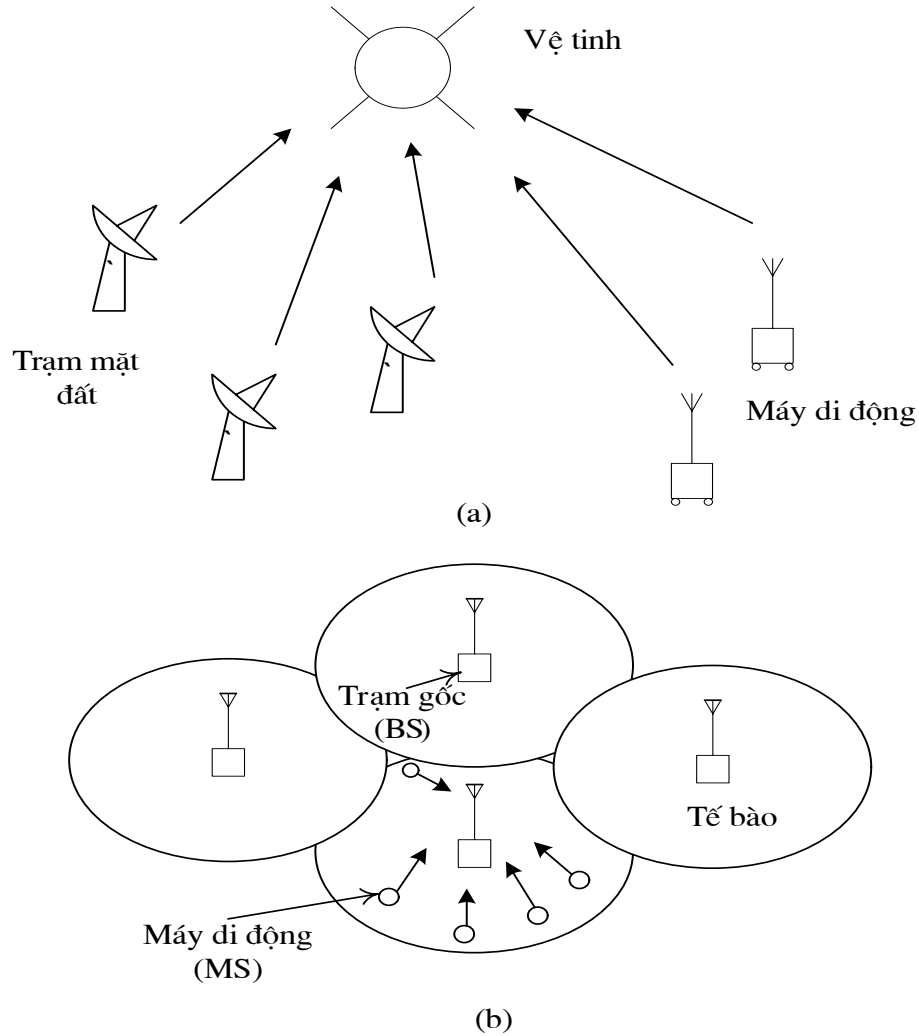 Vệ tinh
Trạm mặt
đất
Máy di động
(a)
Trạm gốc
(BS)
Tế bào
Máy di động
(MS)
(b)